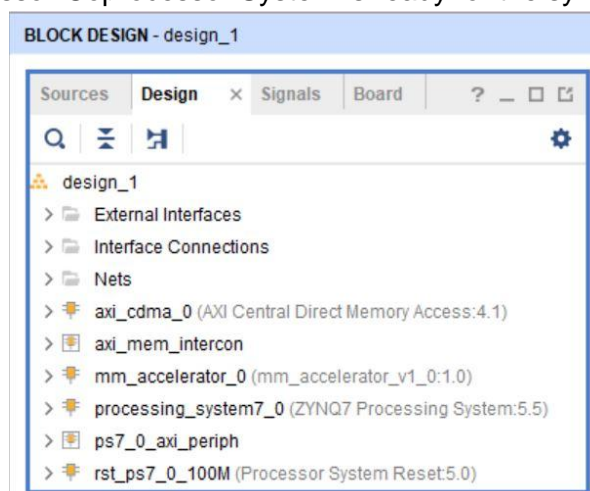 BLOCK DESIGN - design_1
Sources Design × Signals Board ? _
design_1
External Interfaces
Interface Connections
Nets
axi_cdma_0 (AXI Central Direct Memory Access:4.1)
axi_mem_intercon
mm_accelerator_0 (mm_accelerator_v1_0:1.0)
processing_system7_0 (ZYNQ7 Processing System:5.5)
ps7_0_axi_periph
rst_ps7_0_100M (Processor System Reset:5.0)